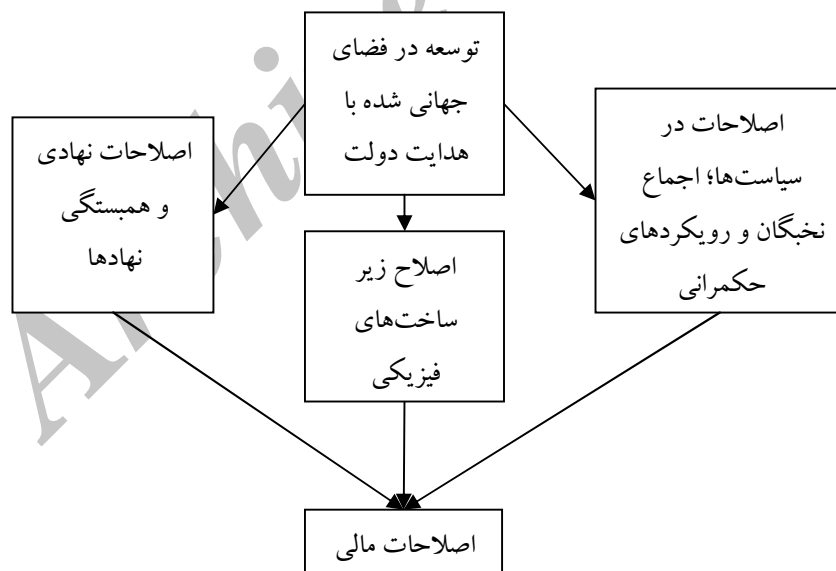 توسعه در فضای
جهانی شده با
هدایت دولت
اصلاحات در
سیاست‌ها؛ اجماع
نخبگان و رویکردهای
حکمرانی
اصلاح زیر
ساخت‌های
فیزیکی
اصلاحات نهادی
و همبستگی
نهادها
اصلاحات مالی